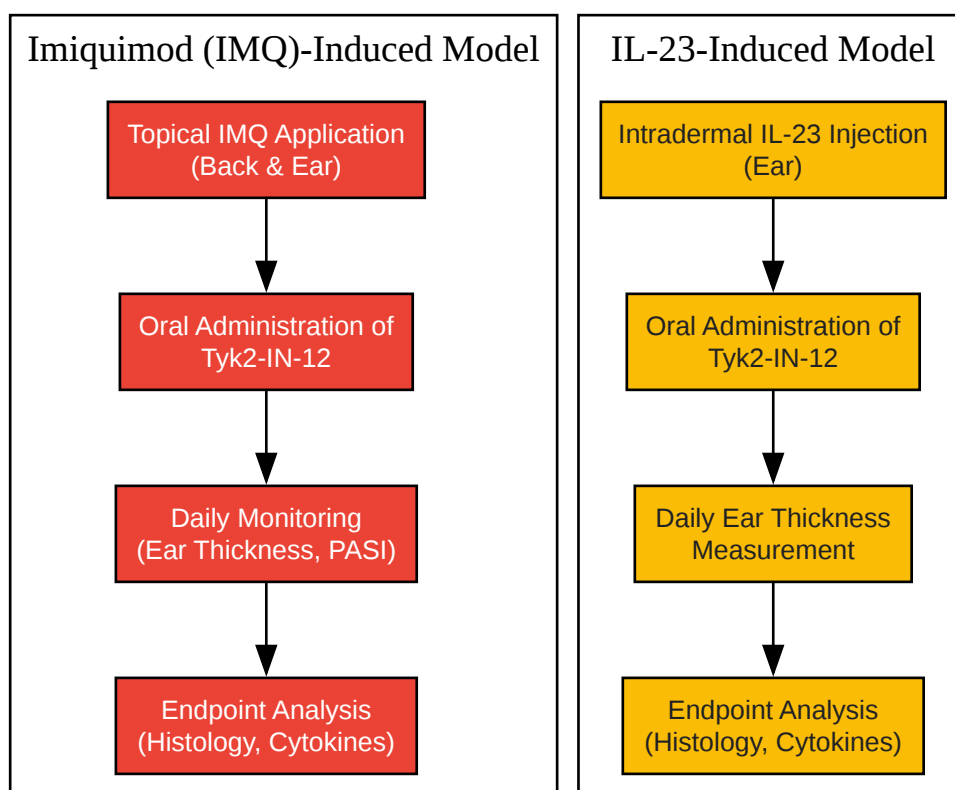 Imiquimod (IMQ)-Induced Model
Topical IMQ Application
(Back & Ear)
Oral Administration of
Tyk2-IN-12
Daily Monitoring
(Ear Thickness, PASI)
Endpoint Analysis
(Histology, Cytokines)
IL-23-Induced Model
Intradermal IL-23 Injection
(Ear)
Oral Administration of
Tyk2-IN-12
Daily Ear Thickness
Measurement
Endpoint Analysis
(Histology, Cytokines)